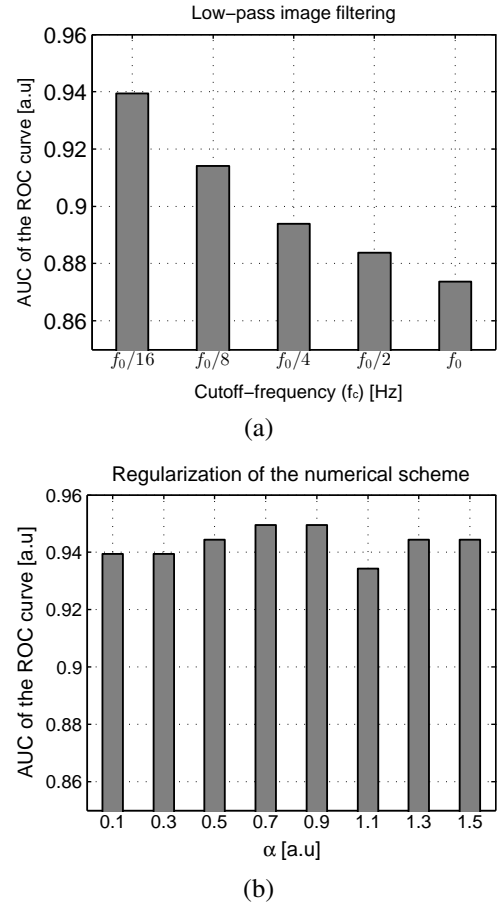 Low−pass image filtering
AUC of the ROC curve [a.u]
0.96
0.94
0.92
0.9
0.88
0.86
f₀/16 f₀/8 f₀/4 f₀/2 f₀
Cutoff−frequency (fc) [Hz]
(a)
Regularization of the numerical scheme
AUC of the ROC curve [a.u]
0.96
0.94
0.92
0.9
0.88
0.86
0.1 0.3 0.5 0.7 0.9 1.1 1.3 1.5
α [a.u]
(b)